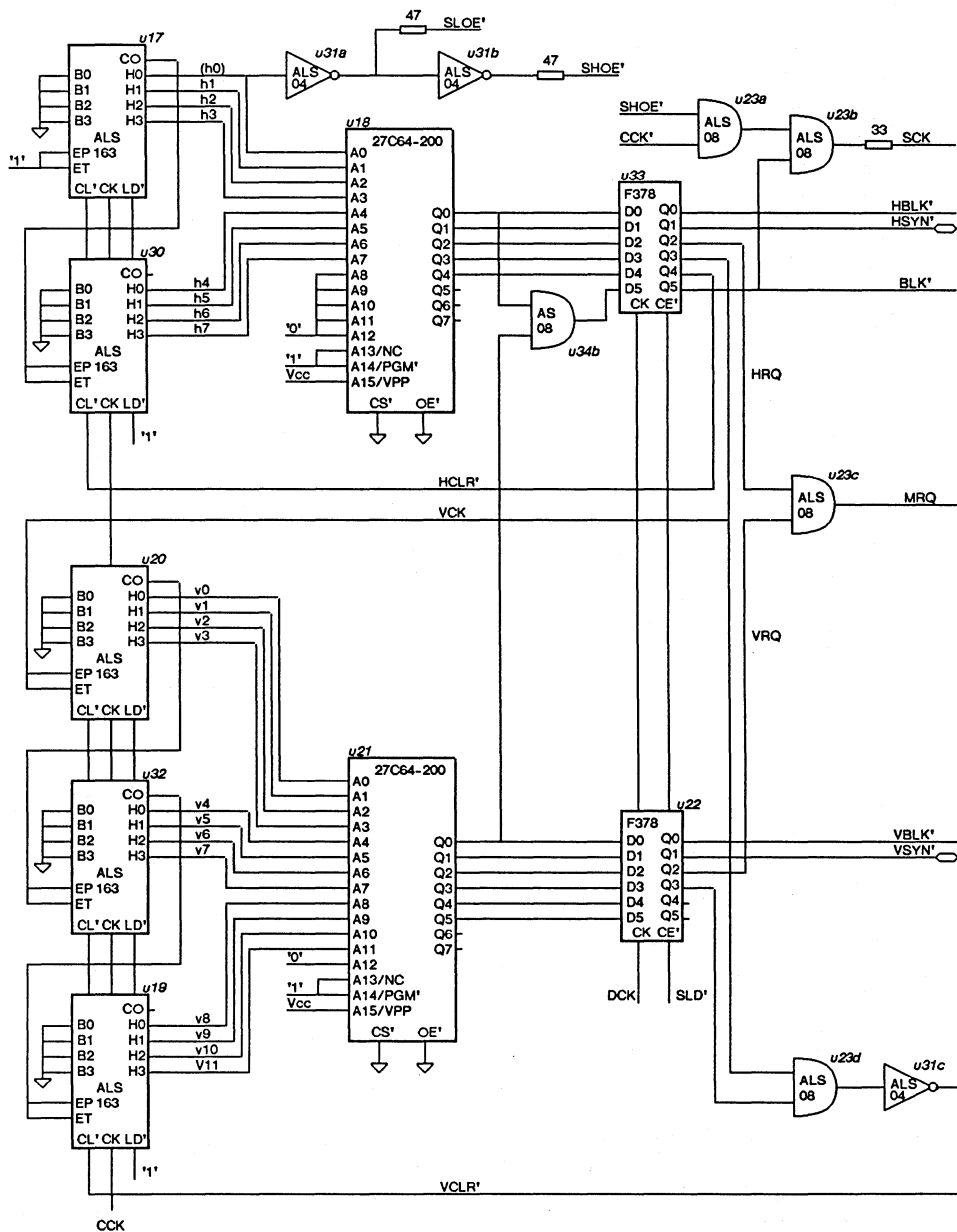 u17
CO
B0 H0 (h0)
B1 H1 h1
B2 H2 h2
B3 H3 h3
ALS
'1' EP 163
ET
CL' CK LD'
u31a
ALS
04
47
SLOE'
u31b
ALS
04
47
SHOE'
u30
CO
B0 H0 h4
B1 H1 h5
B2 H2 h6
B3 H3 h7
ALS
EP 163
ET
CL' CK LD'
'1'
u18
27C64-200
A0
A1
A2
A3
A4 Q0
A5 Q1
A6 Q2
A7 Q3
A8 Q4
A9 Q5
A10 Q6
A11 Q7
'0' A12
A13/NC
'1' A14/PGM'
Vcc A15/VPP
CS' OE'
SHOE'
CCK'
u23a
ALS
08
u23b
ALS
08
33
SCK
u33
F378
D0 Q0 HBLK'
D1 Q1 HSYN'
D2 Q2
D3 Q3
D4 Q4
D5 Q5 BLK'
CK CE'
AS
08
u34b
HRQ
HCLR'
VCK
u23c
ALS
08
MRQ
VRQ
u20
CO
B0 H0 v0
B1 H1 v1
B2 H2 v2
B3 H3 v3
ALS
EP 163
ET
CL' CK LD'
u32
CO
B0 H0 v4
B1 H1 v5
B2 H2 v6
B3 H3 v7
ALS
EP 163
ET
CL' CK LD'
u19
CO
B0 H0 v8
B1 H1 v9
B2 H2 v10
B3 H3 V11
ALS
EP 163
ET
CL' CK LD'
'1'
u21
27C64-200
A0
A1
A2
A3
A4 Q0
A5 Q1
A6 Q2
A7 Q3
A8 Q4
A9 Q5
A10 Q6
A11 Q7
'0' A12
A13/NC
'1' A14/PGM'
Vcc A15/VPP
CS' OE'
u22
F378
D0 Q0 VBLK'
D1 Q1 VSYN'
D2 Q2
D3 Q3
D4 Q4
D5 Q5
CK CE'
DCK SLD'
u23d
ALS
08
u31c
ALS
04
VCLR'
CCK